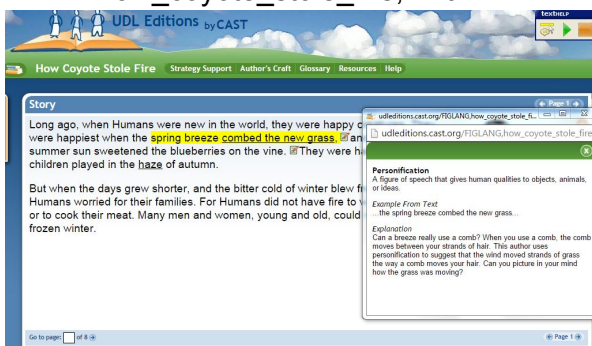 UDL Editions by CAST
textHELP
How Coyote Stole Fire Strategy Support Author's Craft Glossary Resources Help
Story
Page 1
Long ago, when Humans were new in the world, they were happy
were happiest when the spring breeze combed the new grass,
summer sun sweetened the blueberries on the vine. They were
children played in the haze of autumn.
But when the days grew shorter, and the bitter cold of winter blew
Humans worried for their families. For Humans did not have fire to
or to cook their meat. Many men and women, young and old, could
frozen winter.
udleditions.cast.org/FIGLANG,how_coyote_stole_fi...
udleditions.cast.org/FIGLANG,how_coyote_stole_fire
Personification
A figure of speech that gives human qualities to objects, animals,
or ideas.
Example From Text
...the spring breeze combed the new grass...
Explanation
Can a breeze really use a comb? When you use a comb, the comb
moves between your strands of hair. This author uses
personification to suggest that the wind moved strands of grass
the way a comb moves your hair. Can you picture in your mind
how the grass was moving?
Go to page: of 8
Page 1